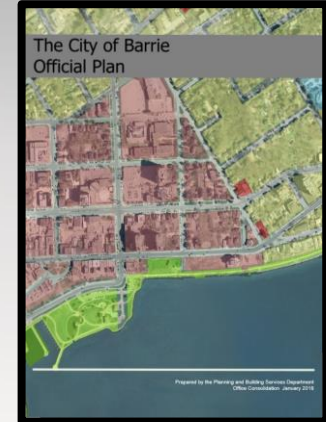 The City of Barrie
Official Plan
Prepared by the Planning and Building Services Department
Office Consolidation January 2018